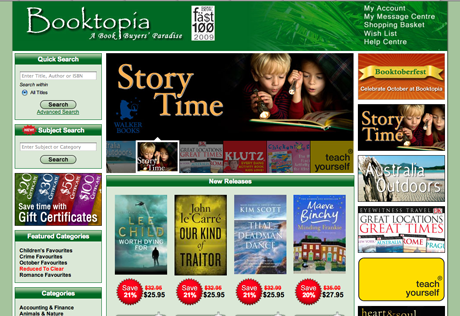 Booktopia
A Book Buyers' Paradise
fast
100
2009
My Account
My Message Centre
Shopping Basket
Wish List
Help Centre
Quick Search
Enter Title, Author or ISBN
Search within
All Titles
Search
Advanced Search
NEW
Subject Search
Enter Subject or Category
Search
$20
$30
$50
Save time with
Gift Certificates
Featured Categories
Children's Favourites
Crime Favourites
October Favourites
Reduced To Clear
Romance Favourites
Categories
Accounting & Finance
Animals & Nature
Story
Time
WALKER
BOOKS
Story
Time
GREAT LOCATIONS
GREAT TIMES
KLUTZ
teach
yourself
New Releases
LEE
CHILD
WORTH DYING
FOR
John
le Carré
OUR KIND
OF
TRAITOR
KIM SCOTT
THAT
DEADMAN
DANCE
Maeve
Binchy
Minding Frankie
Save
21%
$32.95
$25.95
Save
21%
$32.95
$25.95
Save
21%
$32.95
$25.95
Save
20%
$36.00
$27.95
Booktoberfest
Celebrate October at Booktopia
Story
Time
Australia
Outdoors
EYEWITNESS TRAVEL
GREAT LOCATIONS,
GREAT TIMES
teach
yourself
heart & soul